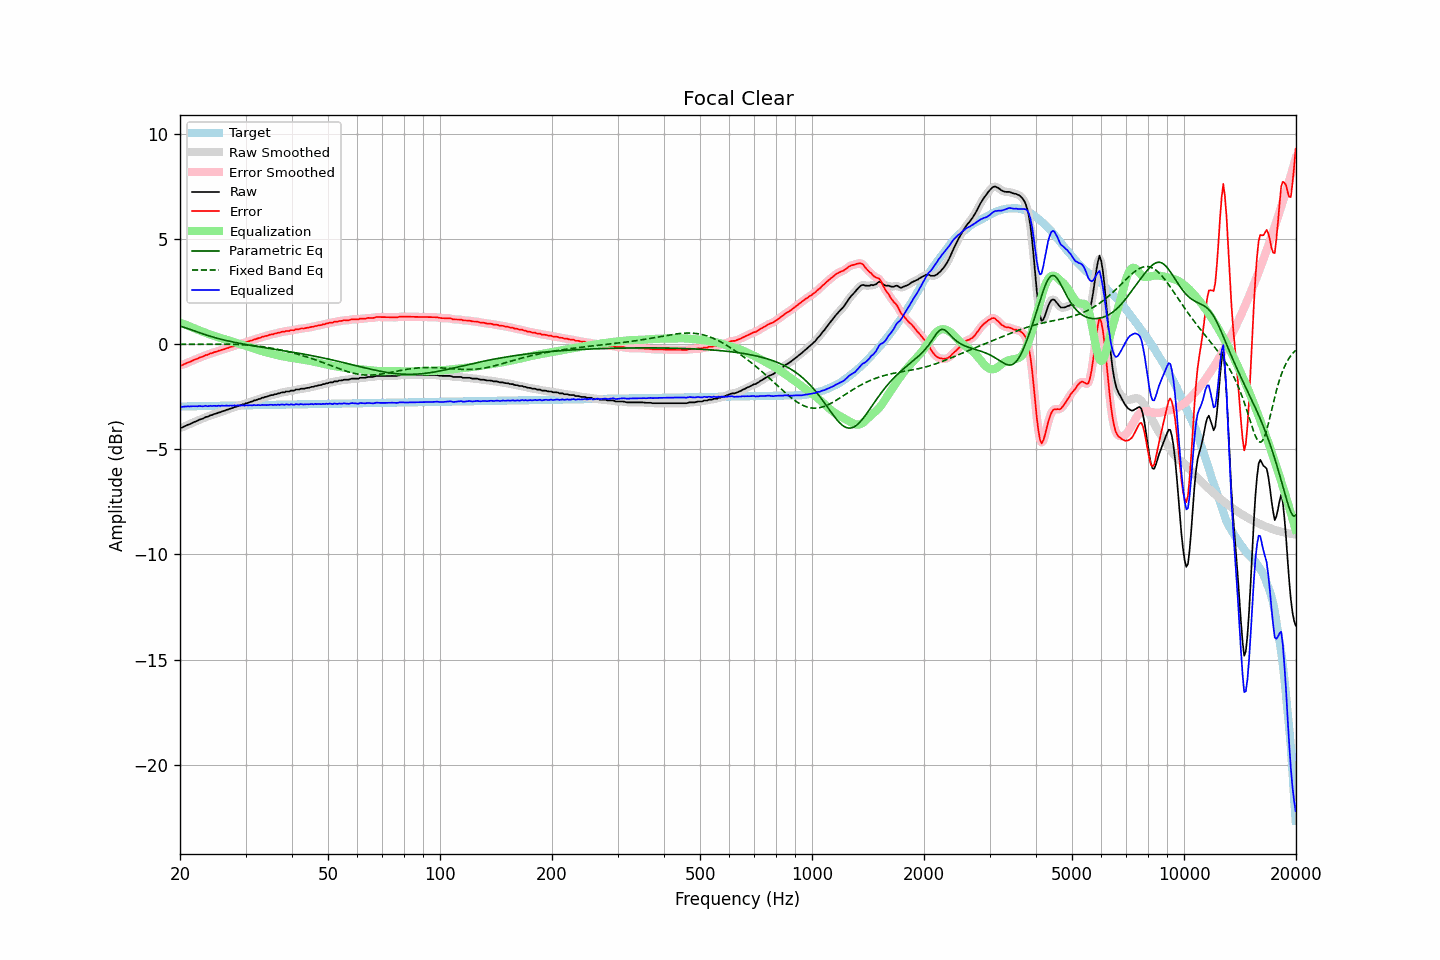 Focal Clear
Target
Raw Smoothed
Error Smoothed
Raw
Error
Equalization
Parametric Eq
Fixed Band Eq
Equalized
10
5
0
−5
−10
−15
−20
Amplitude (dBr)
20 50 100 200 500 1000 2000 5000 10000 20000
Frequency (Hz)